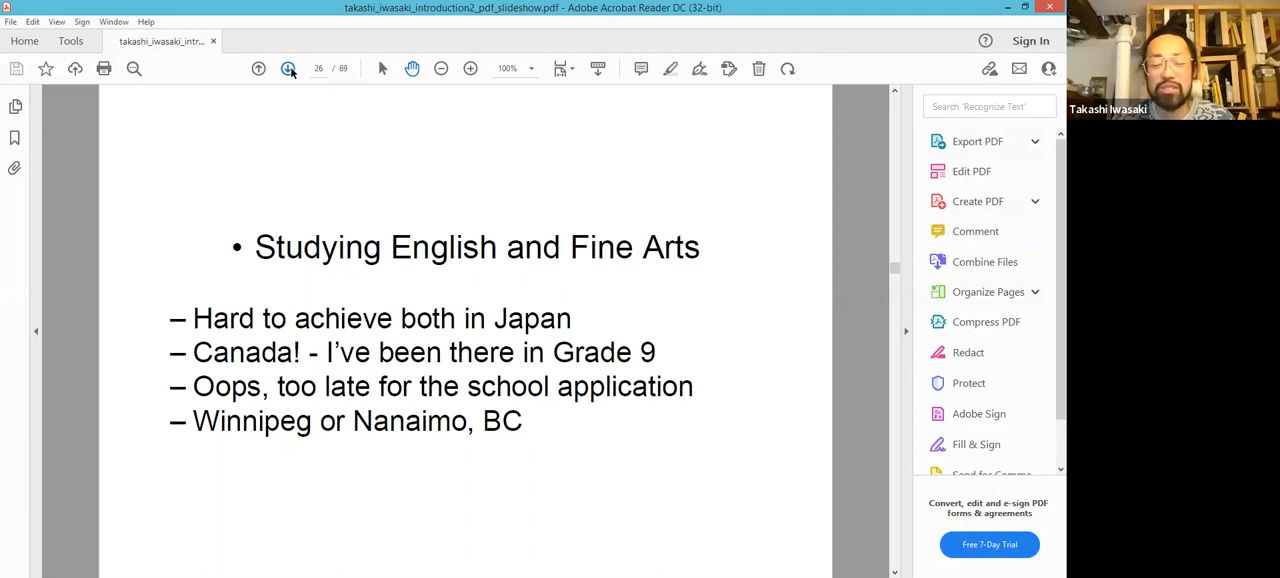 takashi_iwasaki_introduction2_pdf_slideshow.pdf - Adobe Acrobat Reader DC (32-bit)
File Edit View Sign Window Help
Home Tools takashi_iwasaki_intr... × Sign In
26 / 69 100%
Takashi Iwasaki
• Studying English and Fine Arts
– Hard to achieve both in Japan
– Canada! - I've been there in Grade 9
– Oops, too late for the school application
– Winnipeg or Nanaimo, BC
Search 'Recognize Text'
Export PDF
Edit PDF
Create PDF
Comment
Combine Files
Organize Pages
Compress PDF
Redact
Protect
Adobe Sign
Fill & Sign
Send for Comme
Convert, edit and e-sign PDF
forms & agreements
Free 7-Day Trial